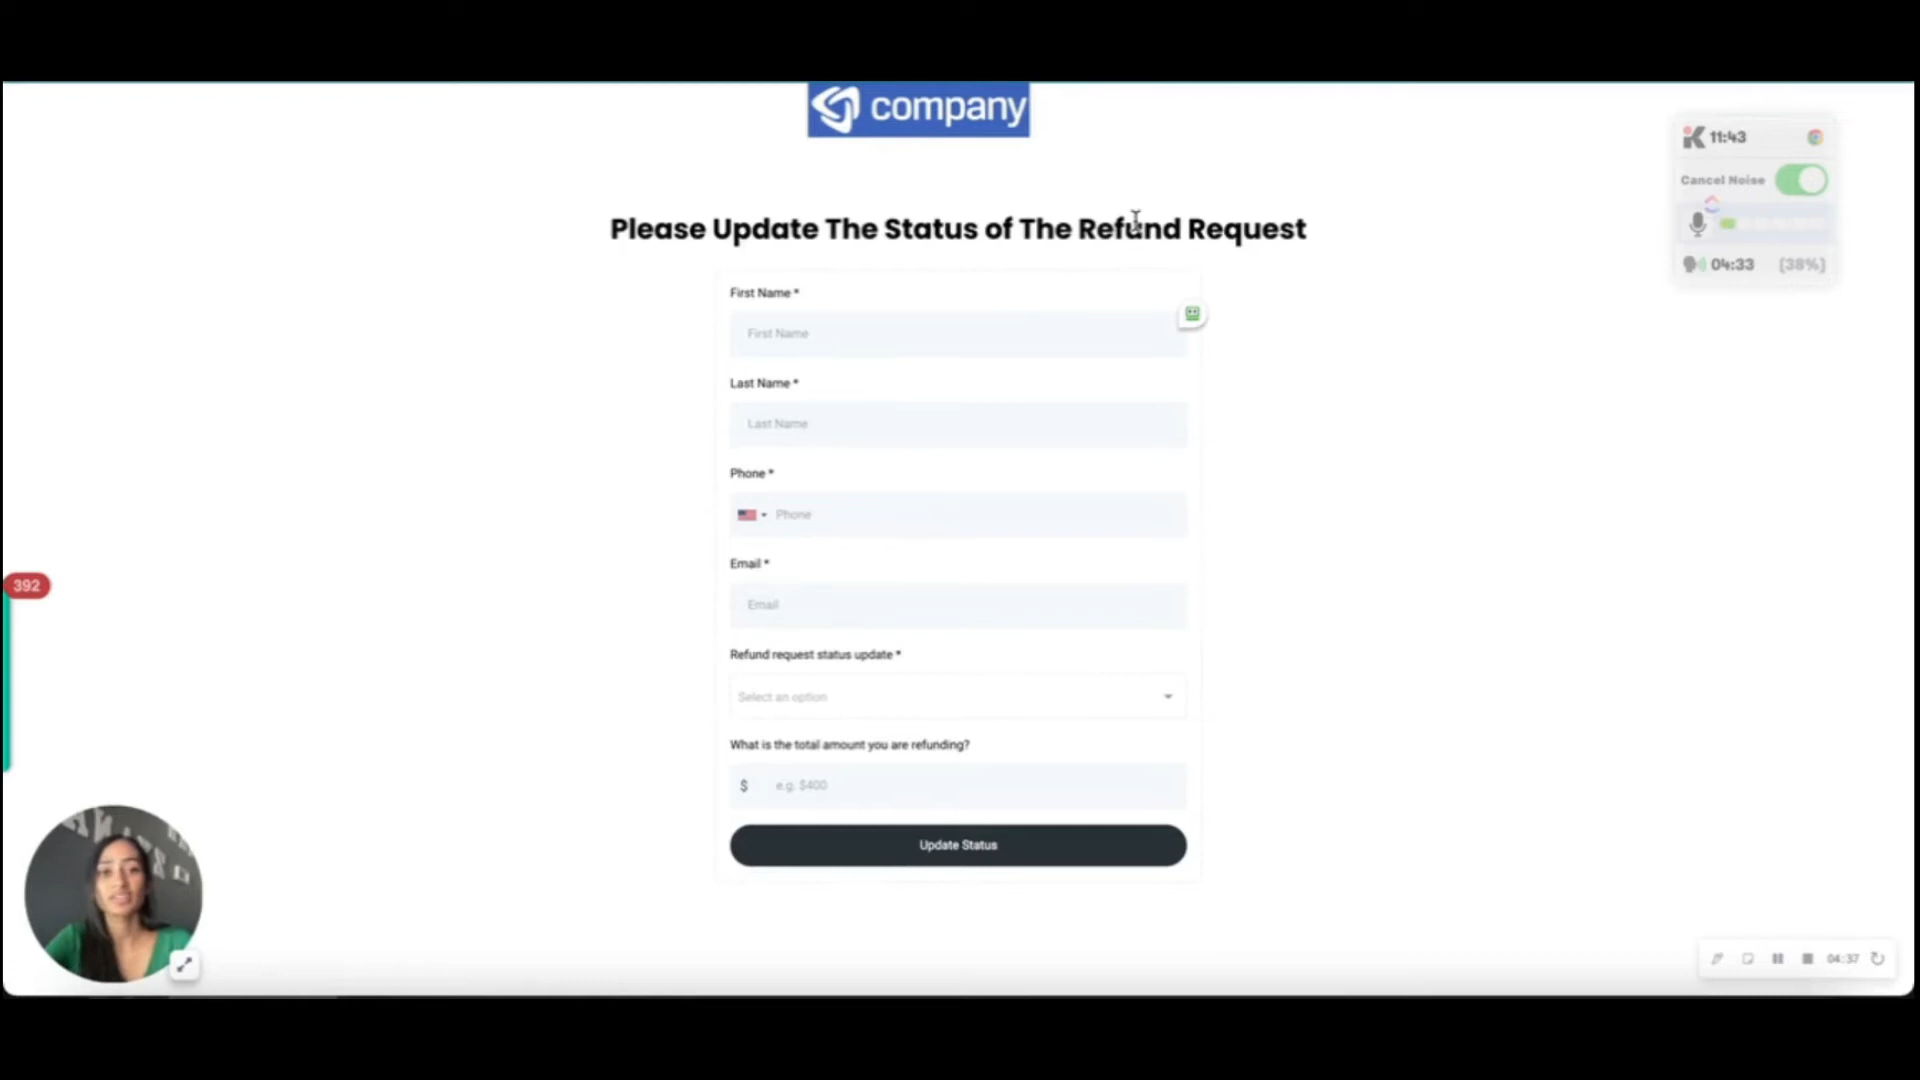 company
11:43
Cancel Noise
04:33 (38%)
Please Update The Status of The Refund Request
First Name *
First Name
Last Name *
Last Name
Phone *
Phone
Email *
Email
Refund request status update *
Select an option
What is the total amount you are refunding?
$ e.g. $400
Update Status
392
04:37